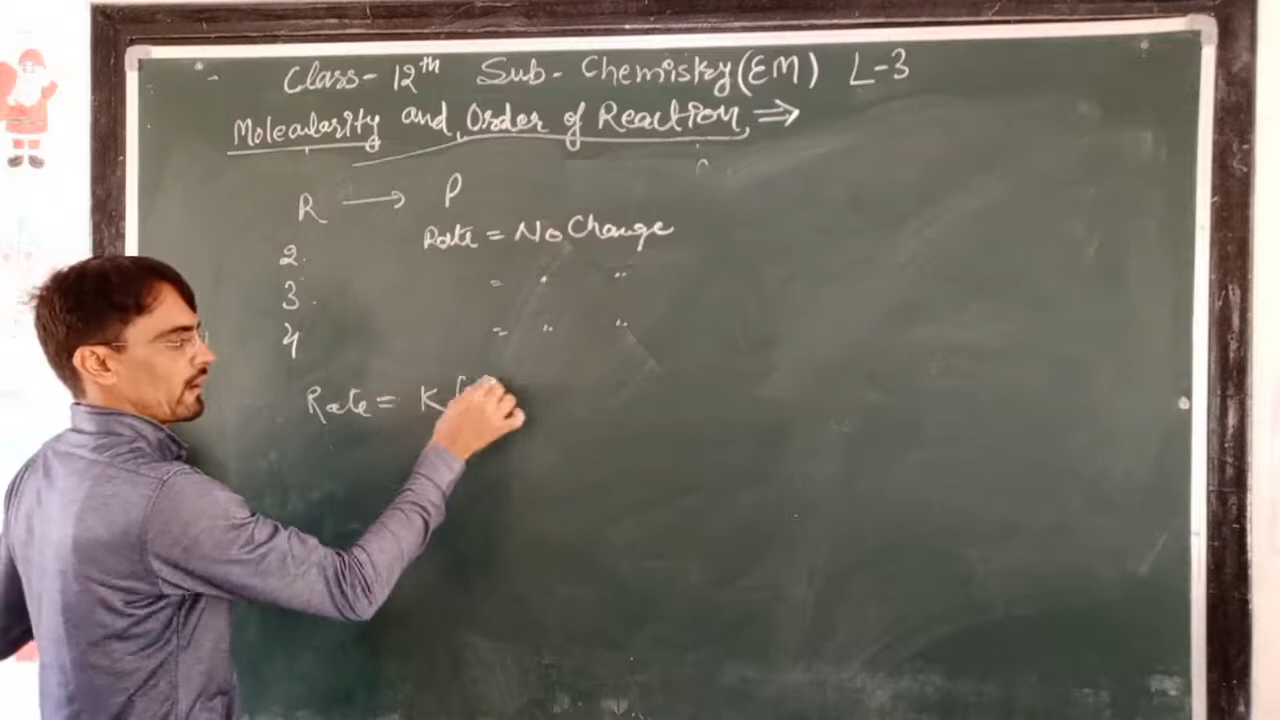 Class-12th Sub-Chemistry(EM) L-3
Molecularity and Order of Reaction ⇒
R → P
Rate = No Change
2. = " "
3. = " "
4 = " "
Rate = K [